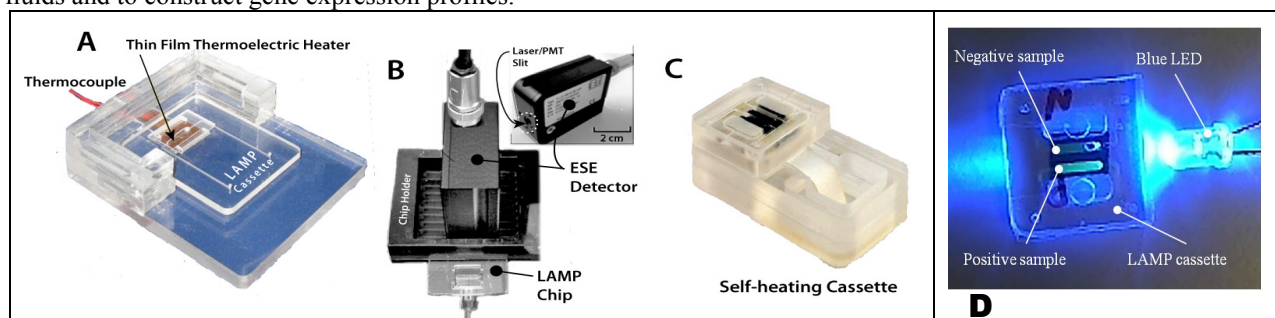 fluids and to construct gene expression profiles.
A
Thin Film Thermoelectric Heater
Thermocouple
LAMP
Cassette
B
Laser/PMT
Slit
2 cm
ESE
Detector
Chip Holder
LAMP
Chip
C
Self-heating Cassette
Negative sample
Blue LED
Positive sample
LAMP cassette
D